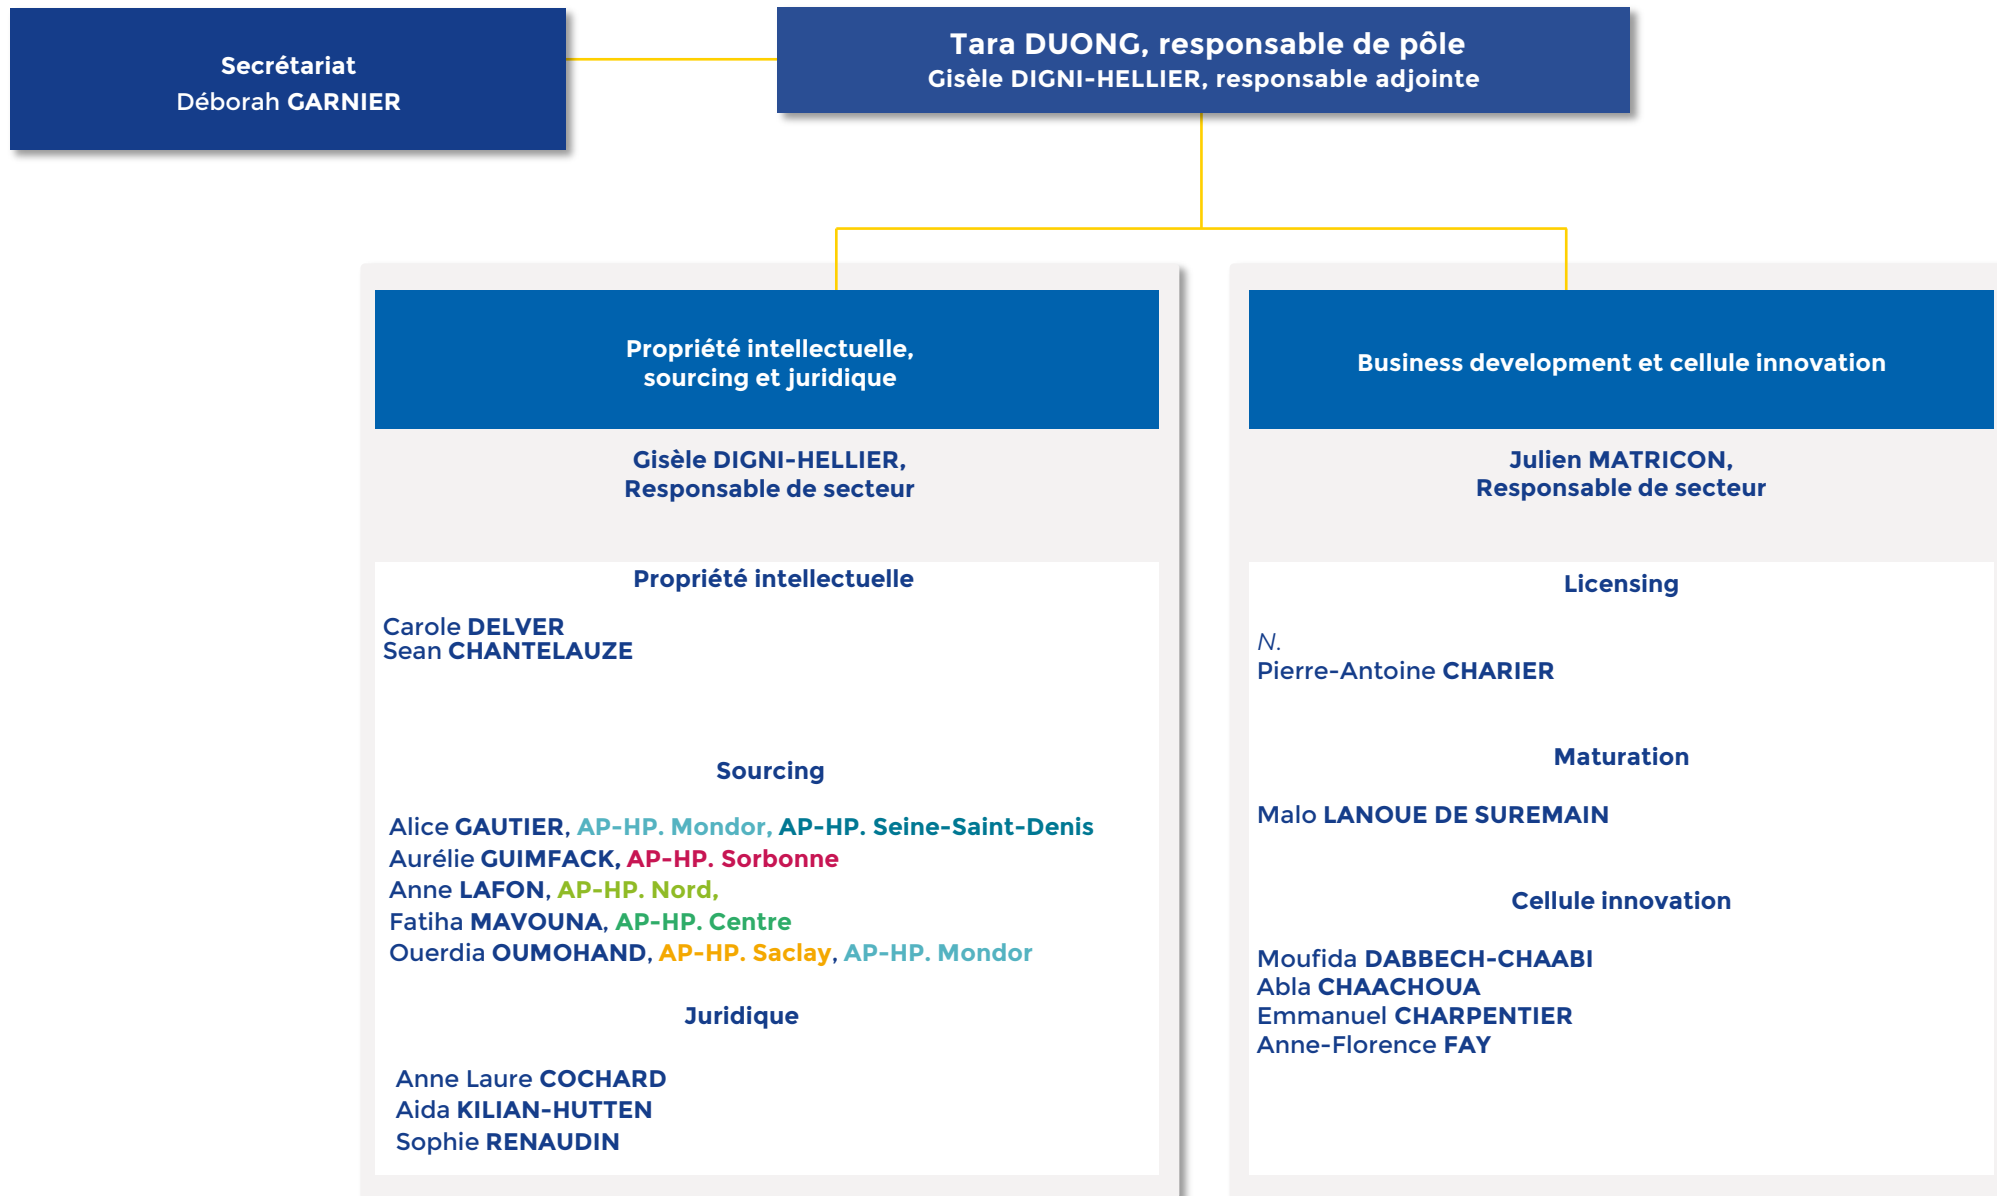 Secrétariat
Déborah GARNIER
Tara DUONG, responsable de pôle
Gisèle DIGNI-HELLIER, responsable adjointe
Propriété intellectuelle,
sourcing et juridique
Gisèle DIGNI-HELLIER,
Responsable de secteur
Propriété intellectuelle
Carole DELVER
Sean CHANTELAUZE
Sourcing
Alice GAUTIER, AP-HP. Mondor, AP-HP. Seine-Saint-Denis
Aurélie GUIMFACK, AP-HP. Sorbonne
Anne LAFON, AP-HP. Nord,
Fatiha MAVOUNA, AP-HP. Centre
Ouerdia OUMOHAND, AP-HP. Saclay, AP-HP. Mondor
Juridique
Anne Laure COCHARD
Aida KILIAN-HUTTEN
Sophie RENAUDIN
Business development et cellule innovation
Julien MATRICON,
Responsable de secteur
Licensing
N.
Pierre-Antoine CHARIER
Maturation
Malo LANOUE DE SUREMAIN
Cellule innovation
Moufida DABBECH-CHAABI
Abla CHAACHOUA
Emmanuel CHARPENTIER
Anne-Florence FAY